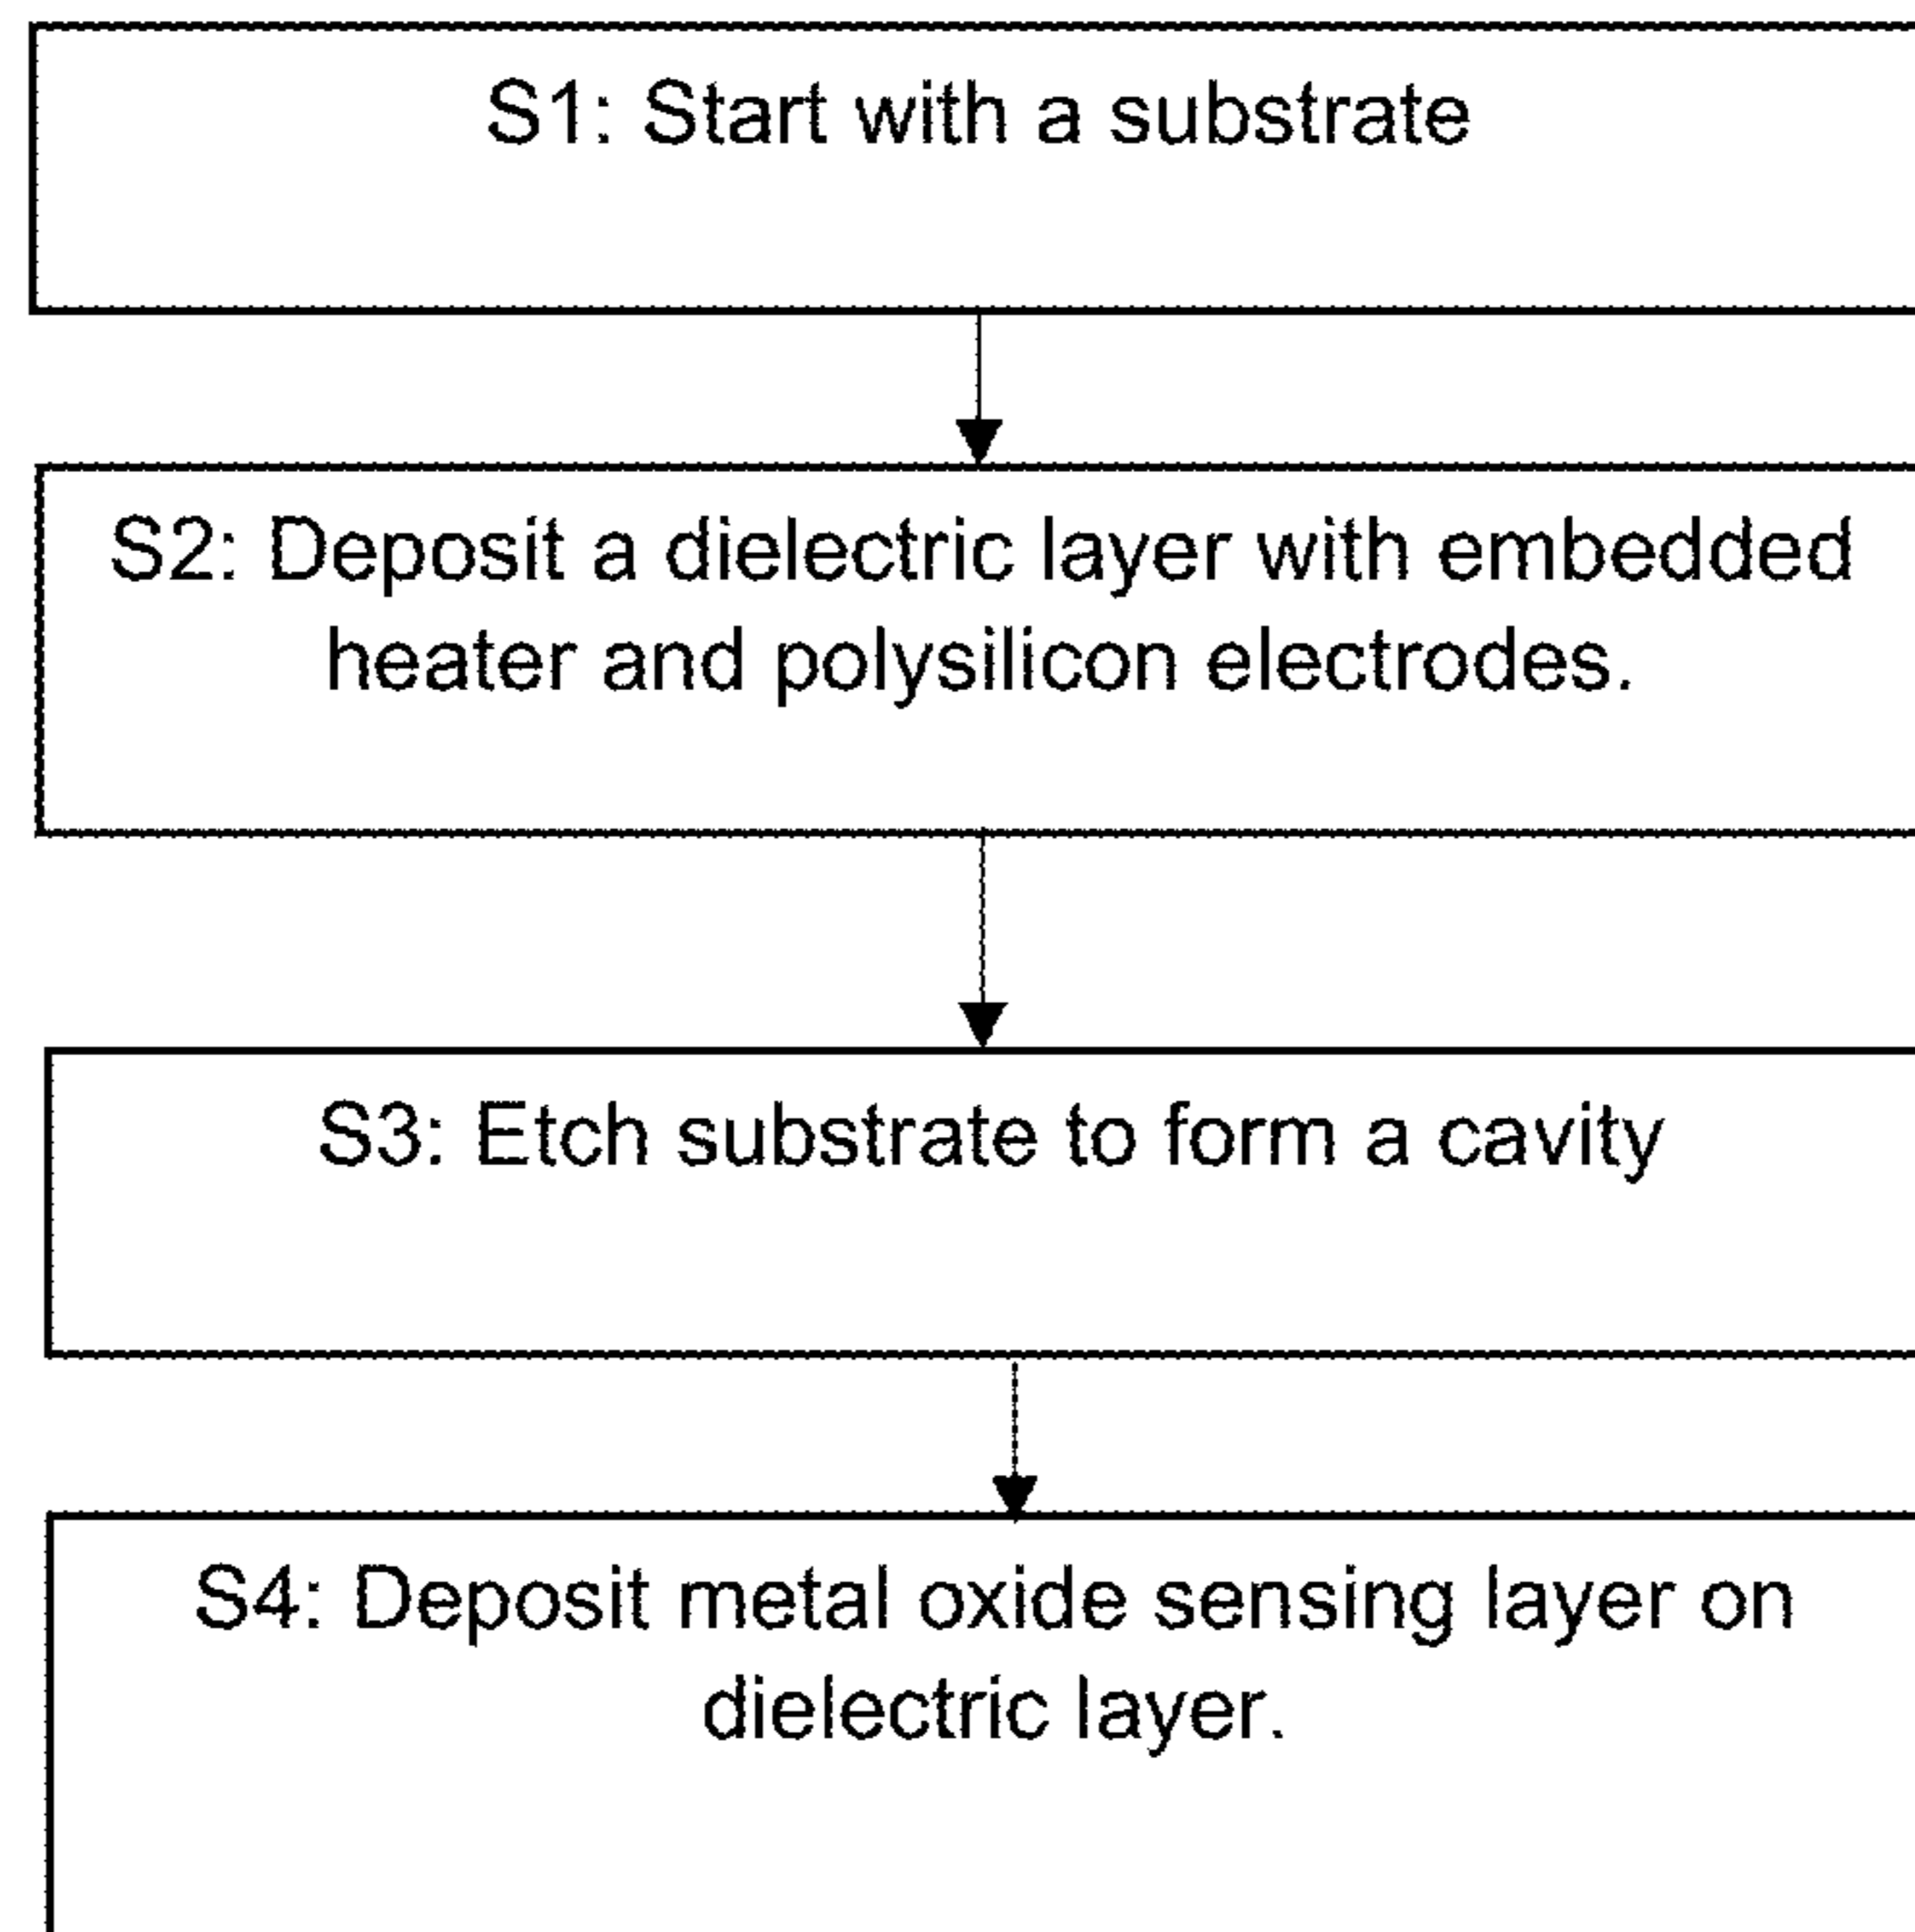 S1: Start with a substrate
S2: Deposit a dielectric layer with embedded
heater and polysilicon electrodes.
S3: Etch substrate to form a cavity
S4: Deposit metal oxide sensing layer on
dielectric layer.